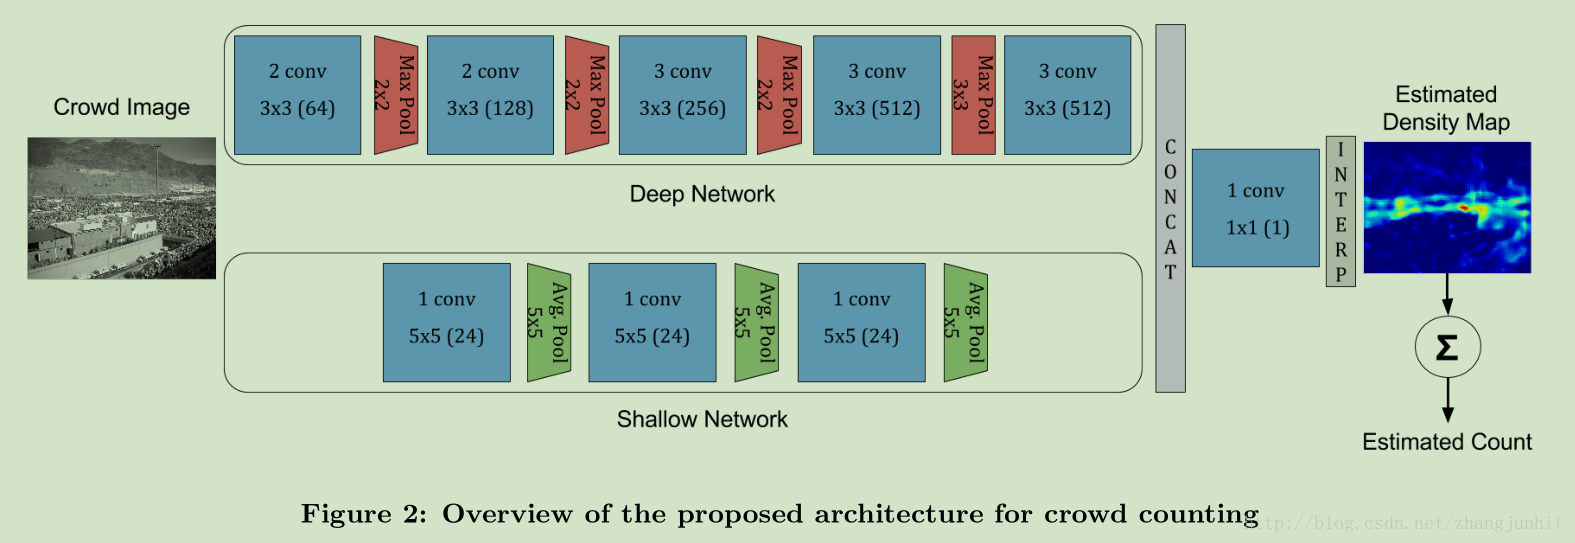 Crowd Image
2 conv
3x3 (64)
Max Pool
2x2
2 conv
3x3 (128)
Max Pool
2x2
3 conv
3x3 (256)
Max Pool
2x2
3 conv
3x3 (512)
Max Pool
3x3
3 conv
3x3 (512)
Deep Network
1 conv
5x5 (24)
Avg. Pool
5x5
1 conv
5x5 (24)
Avg. Pool
5x5
1 conv
5x5 (24)
Avg. Pool
5x5
Shallow Network
CONCAT
1 conv
1x1 (1)
INTERP
Estimated
Density Map
Σ
Estimated Count
Figure 2: Overview of the proposed architecture for crowd counting
http://blog.csdn.net/zhangjunhit